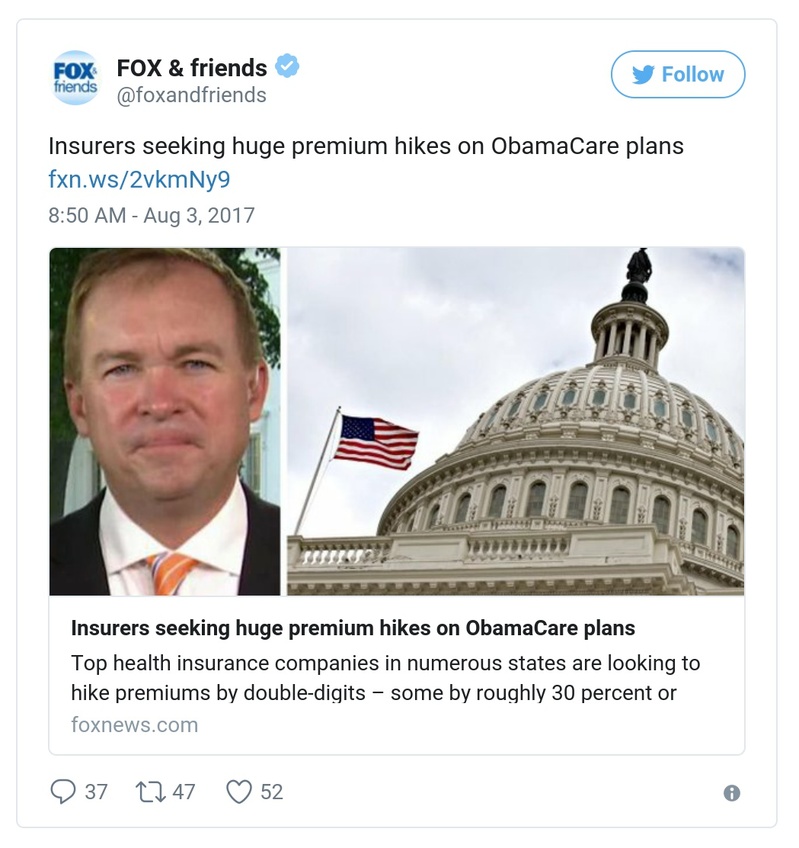 FOX&
friends
FOX & friends
@foxandfriends
Follow
Insurers seeking huge premium hikes on ObamaCare plans
fxn.ws/2vkmNy9
8:50 AM - Aug 3, 2017
Insurers seeking huge premium hikes on ObamaCare plans
Top health insurance companies in numerous states are looking to
hike premiums by double-digits – some by roughly 30 percent or
foxnews.com
37 47 52